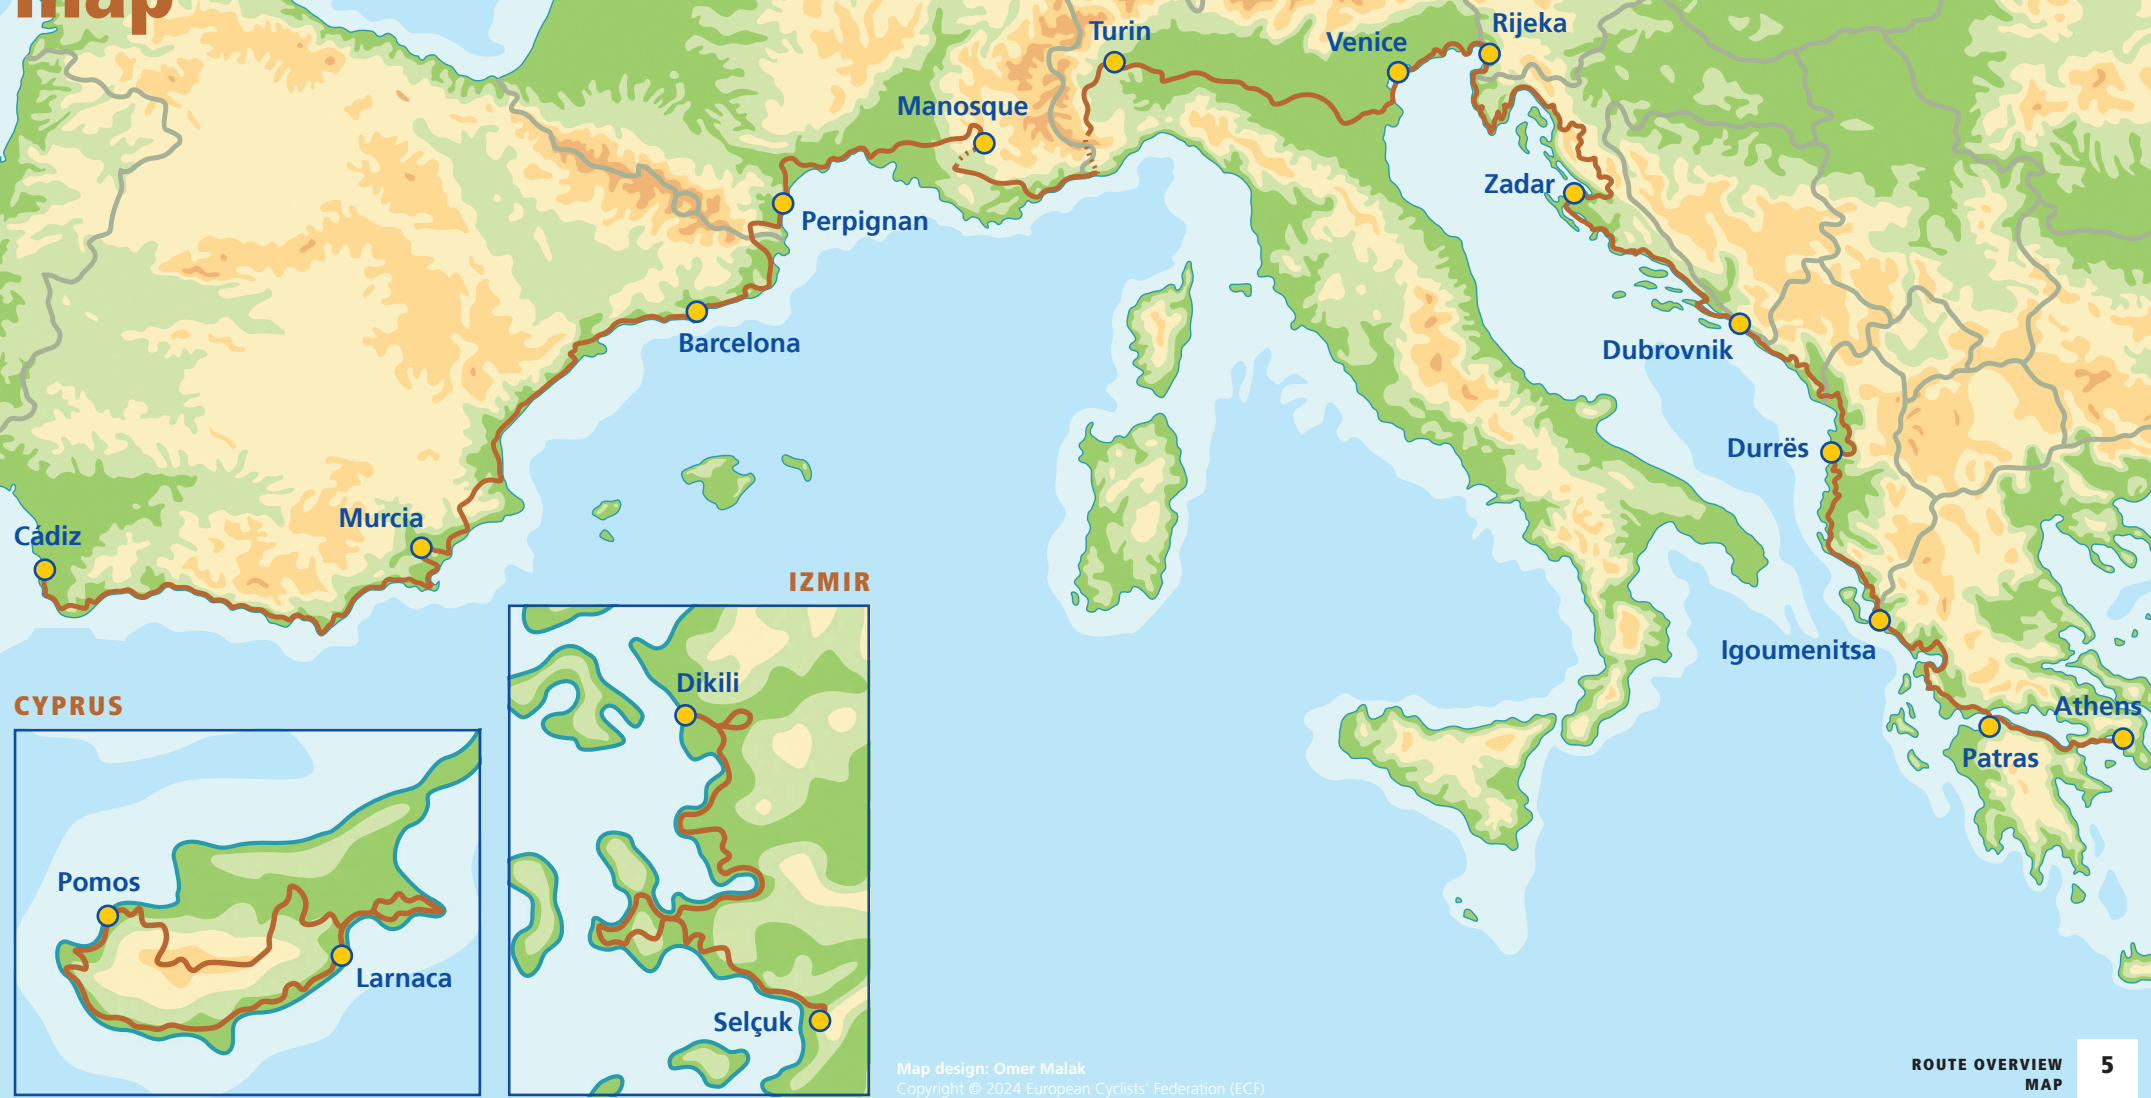 Map
Turin
Venice
Rijeka
Manosque
Zadar
Perpignan
Barcelona
Dubrovnik
Durrës
Murcia
Cádiz
IZMIR
Igoumenitsa
Dikili
CYPRUS
Athens
Patras
Pomos
Larnaca
Selçuk
Map design: Omer Malak
Copyright © 2024 European Cyclists' Federation (ECF)
ROUTE OVERVIEW
MAP
5